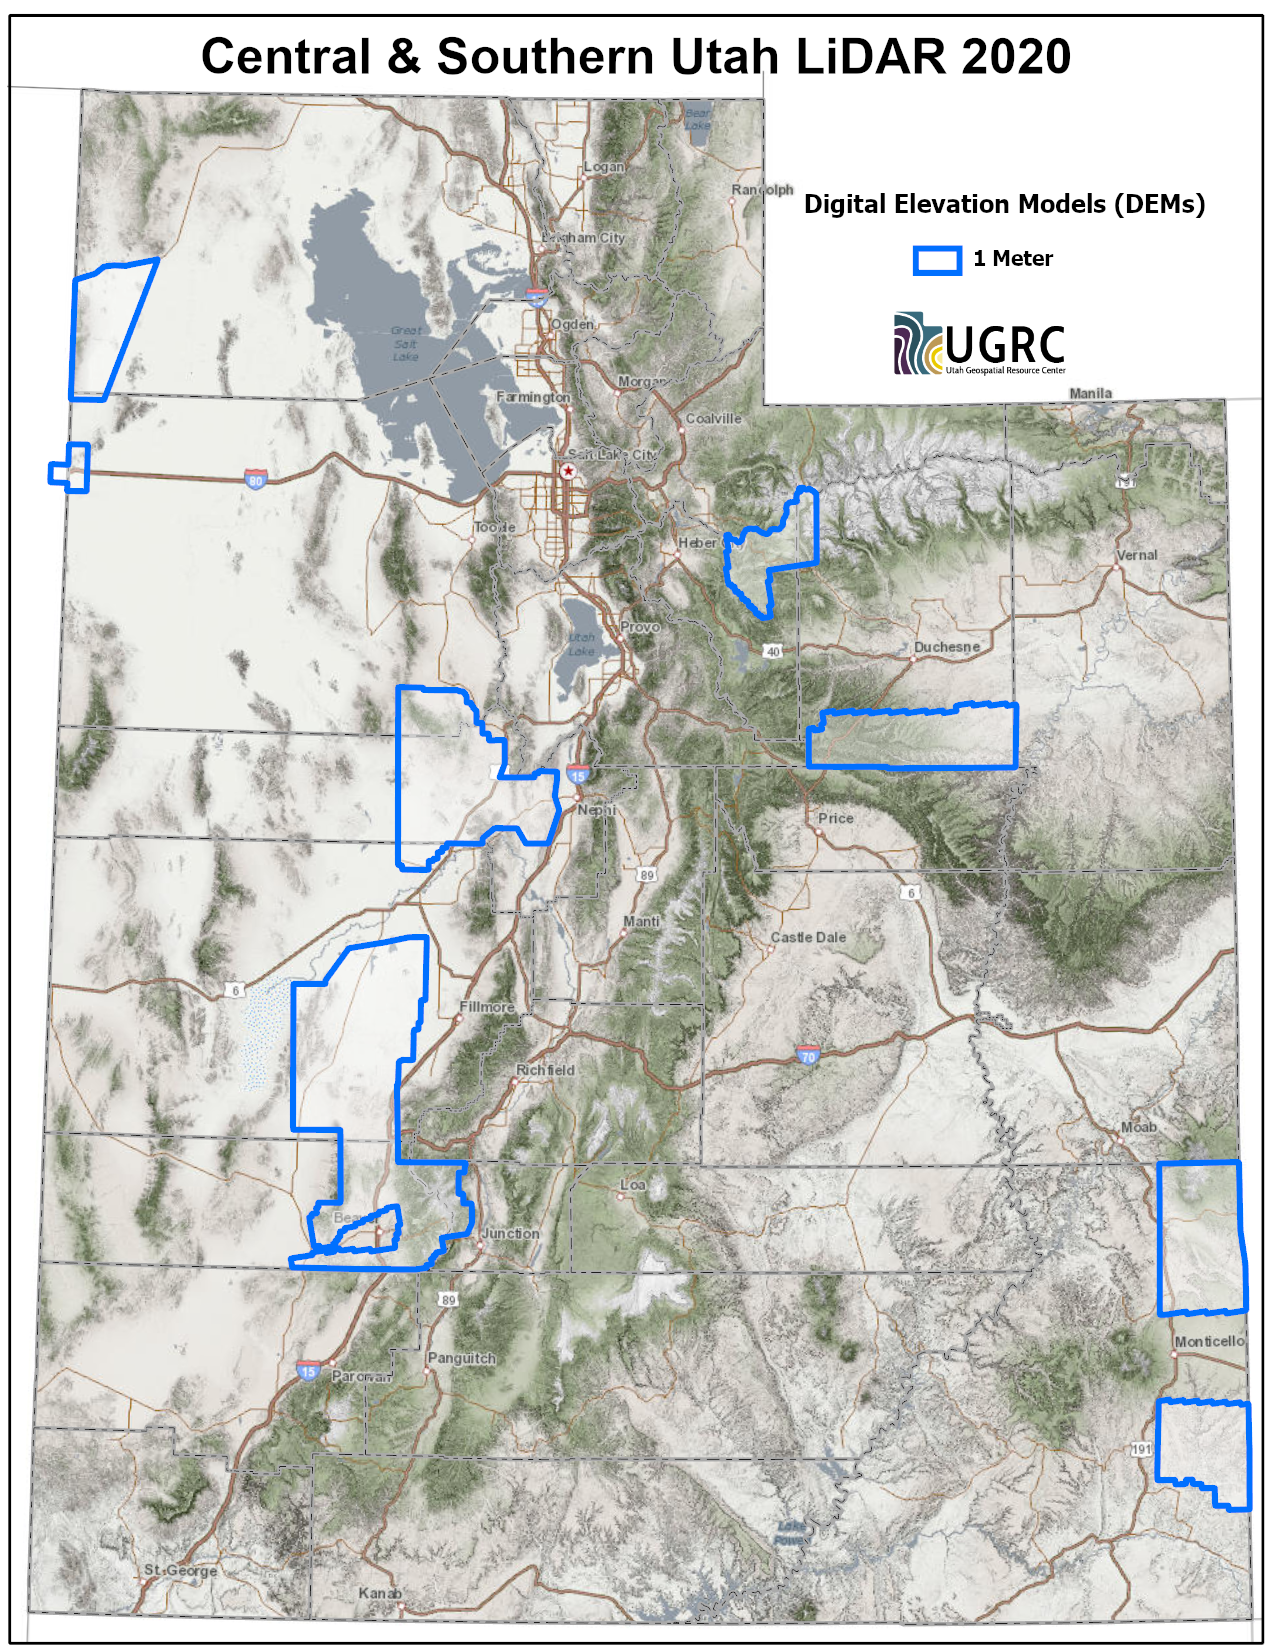 Central & Southern Utah LiDAR 2020
Bear
Lake
Logan
Randolph
Digital Elevation Models (DEMs)
1 Meter
Brigham City
Great
Salt
Lake
Ogden
UGRC
Utah Geospatial Resource Center
Morgan
Farmington
Manila
Coalville
Salt Lake City
80
191
Tooele
Heber
Vernal
Provo
Utah
Lake
40
Duchesne
15
Nephi
Price
89
6
Manti
Castle Dale
6
Fillmore
70
Richfield
Moab
Loa
Beaver
Junction
89
Monticello
15
Panguitch
Parowan
191
Lake
Powell
St. George
Kanab